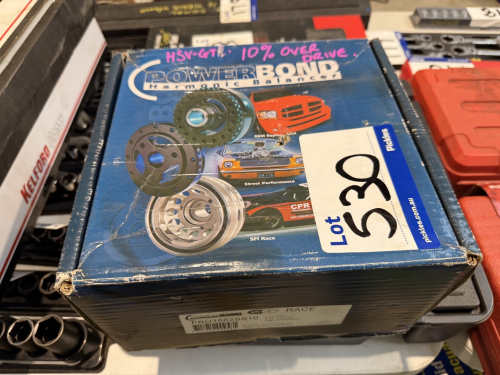 HSV-GTS 10% OVER
DRIVE
POWERBOND
Harmonic Balancer
Street Performance
SFI Race
Lot
530
Pickles
pickles.com.au
KELFORD
RACE